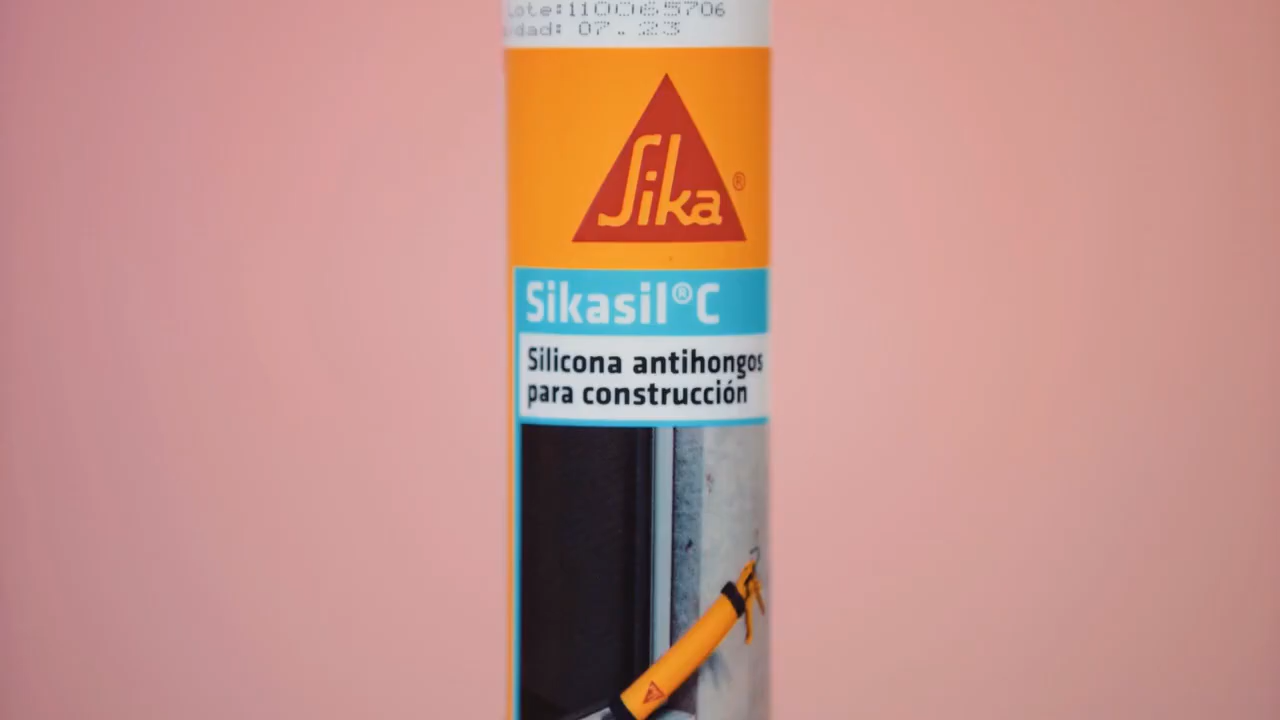 Lote:110065706
dad: 07.23
Sika®
Sikasil®C
Silicona antihongos
para construcción